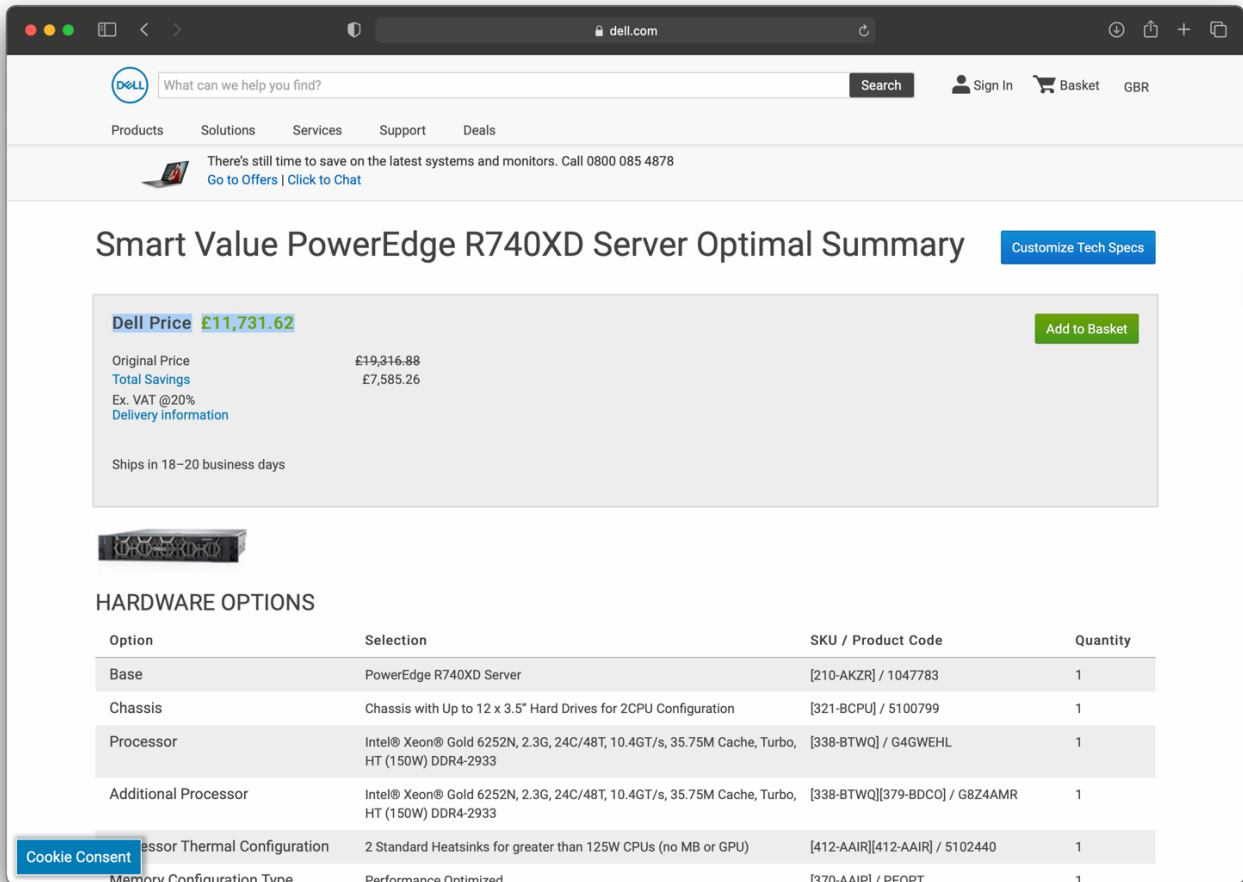 dell.com
DELL
What can we help you find?
Search
Sign In
Basket
GBR
Products Solutions Services Support Deals
There's still time to save on the latest systems and monitors. Call 0800 085 4878
Go to Offers | Click to Chat
Smart Value PowerEdge R740XD Server Optimal Summary
Customize Tech Specs
Dell Price £11,731.62
Add to Basket
Original Price £19,316.88
Total Savings £7,585.26
Ex. VAT @20%
Delivery information
Ships in 18–20 business days
HARDWARE OPTIONS
Option Selection SKU / Product Code Quantity
Base PowerEdge R740XD Server [210-AKZR] / 1047783 1
Chassis Chassis with Up to 12 x 3.5” Hard Drives for 2CPU Configuration [321-BCPU] / 5100799 1
Processor Intel® Xeon® Gold 6252N, 2.3G, 24C/48T, 10.4GT/s, 35.75M Cache, Turbo, [338-BTWQ] / G4GWEHL 1
HT (150W) DDR4-2933
Additional Processor Intel® Xeon® Gold 6252N, 2.3G, 24C/48T, 10.4GT/s, 35.75M Cache, Turbo, [338-BTWQ][379-BDCO] / G8Z4AMR 1
HT (150W) DDR4-2933
essor Thermal Configuration 2 Standard Heatsinks for greater than 125W CPUs (no MB or GPU) [412-AAIR][412-AAIR] / 5102440 1
Cookie Consent
Memory Configuration Type Performance Optimized [370-AAIP] / PEOPT 1